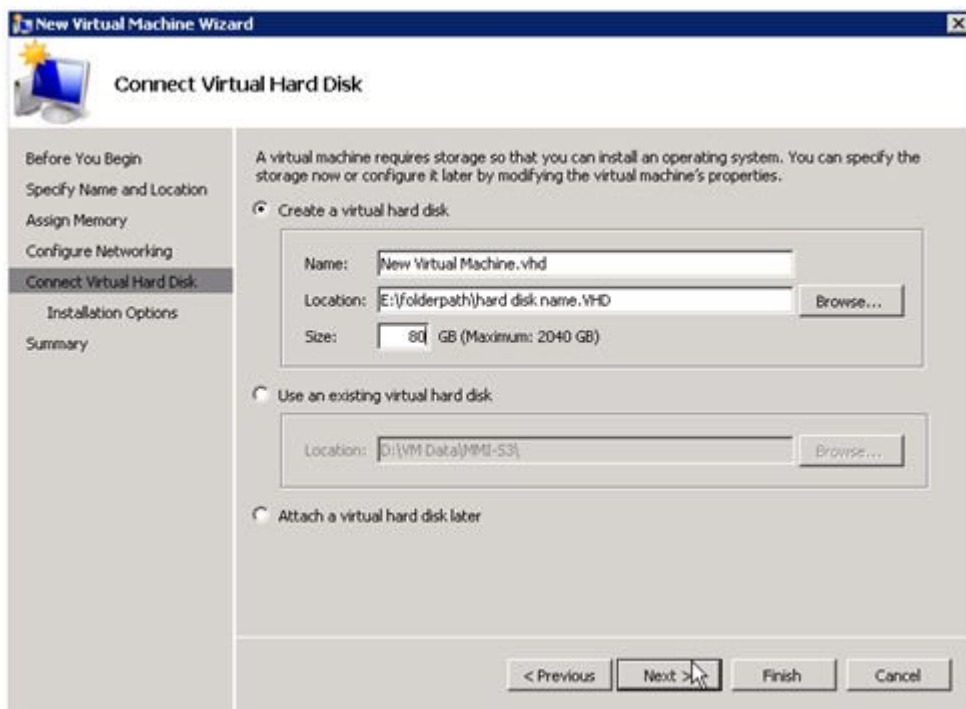 New Virtual Machine Wizard
Connect Virtual Hard Disk
Before You Begin
Specify Name and Location
Assign Memory
Configure Networking
Connect Virtual Hard Disk
Installation Options
Summary
A virtual machine requires storage so that you can install an operating system. You can specify the
storage now or configure it later by modifying the virtual machine's properties.
Create a virtual hard disk
Name: New Virtual Machine.vhd
Location: E:\folderpath\hard disk name.VHD Browse...
Size: 80 GB (Maximum: 2040 GB)
Use an existing virtual hard disk
Location: D:\VM Data\MMI-S3\ Browse...
Attach a virtual hard disk later
< Previous Next > Finish Cancel